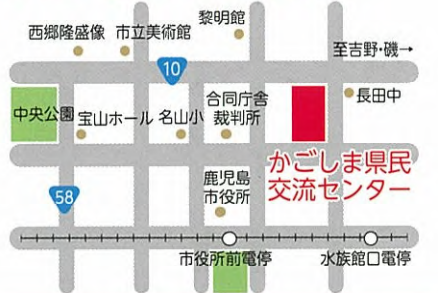 黎明館
西郷隆盛像
市立美術館
至吉野・磯→
10
中央公園
宝山ホール
名山小
合同庁舎
裁判所
長田中
かごしま県民
交流センター
鹿児島
市役所
58
市役所前電停
水族館口電停